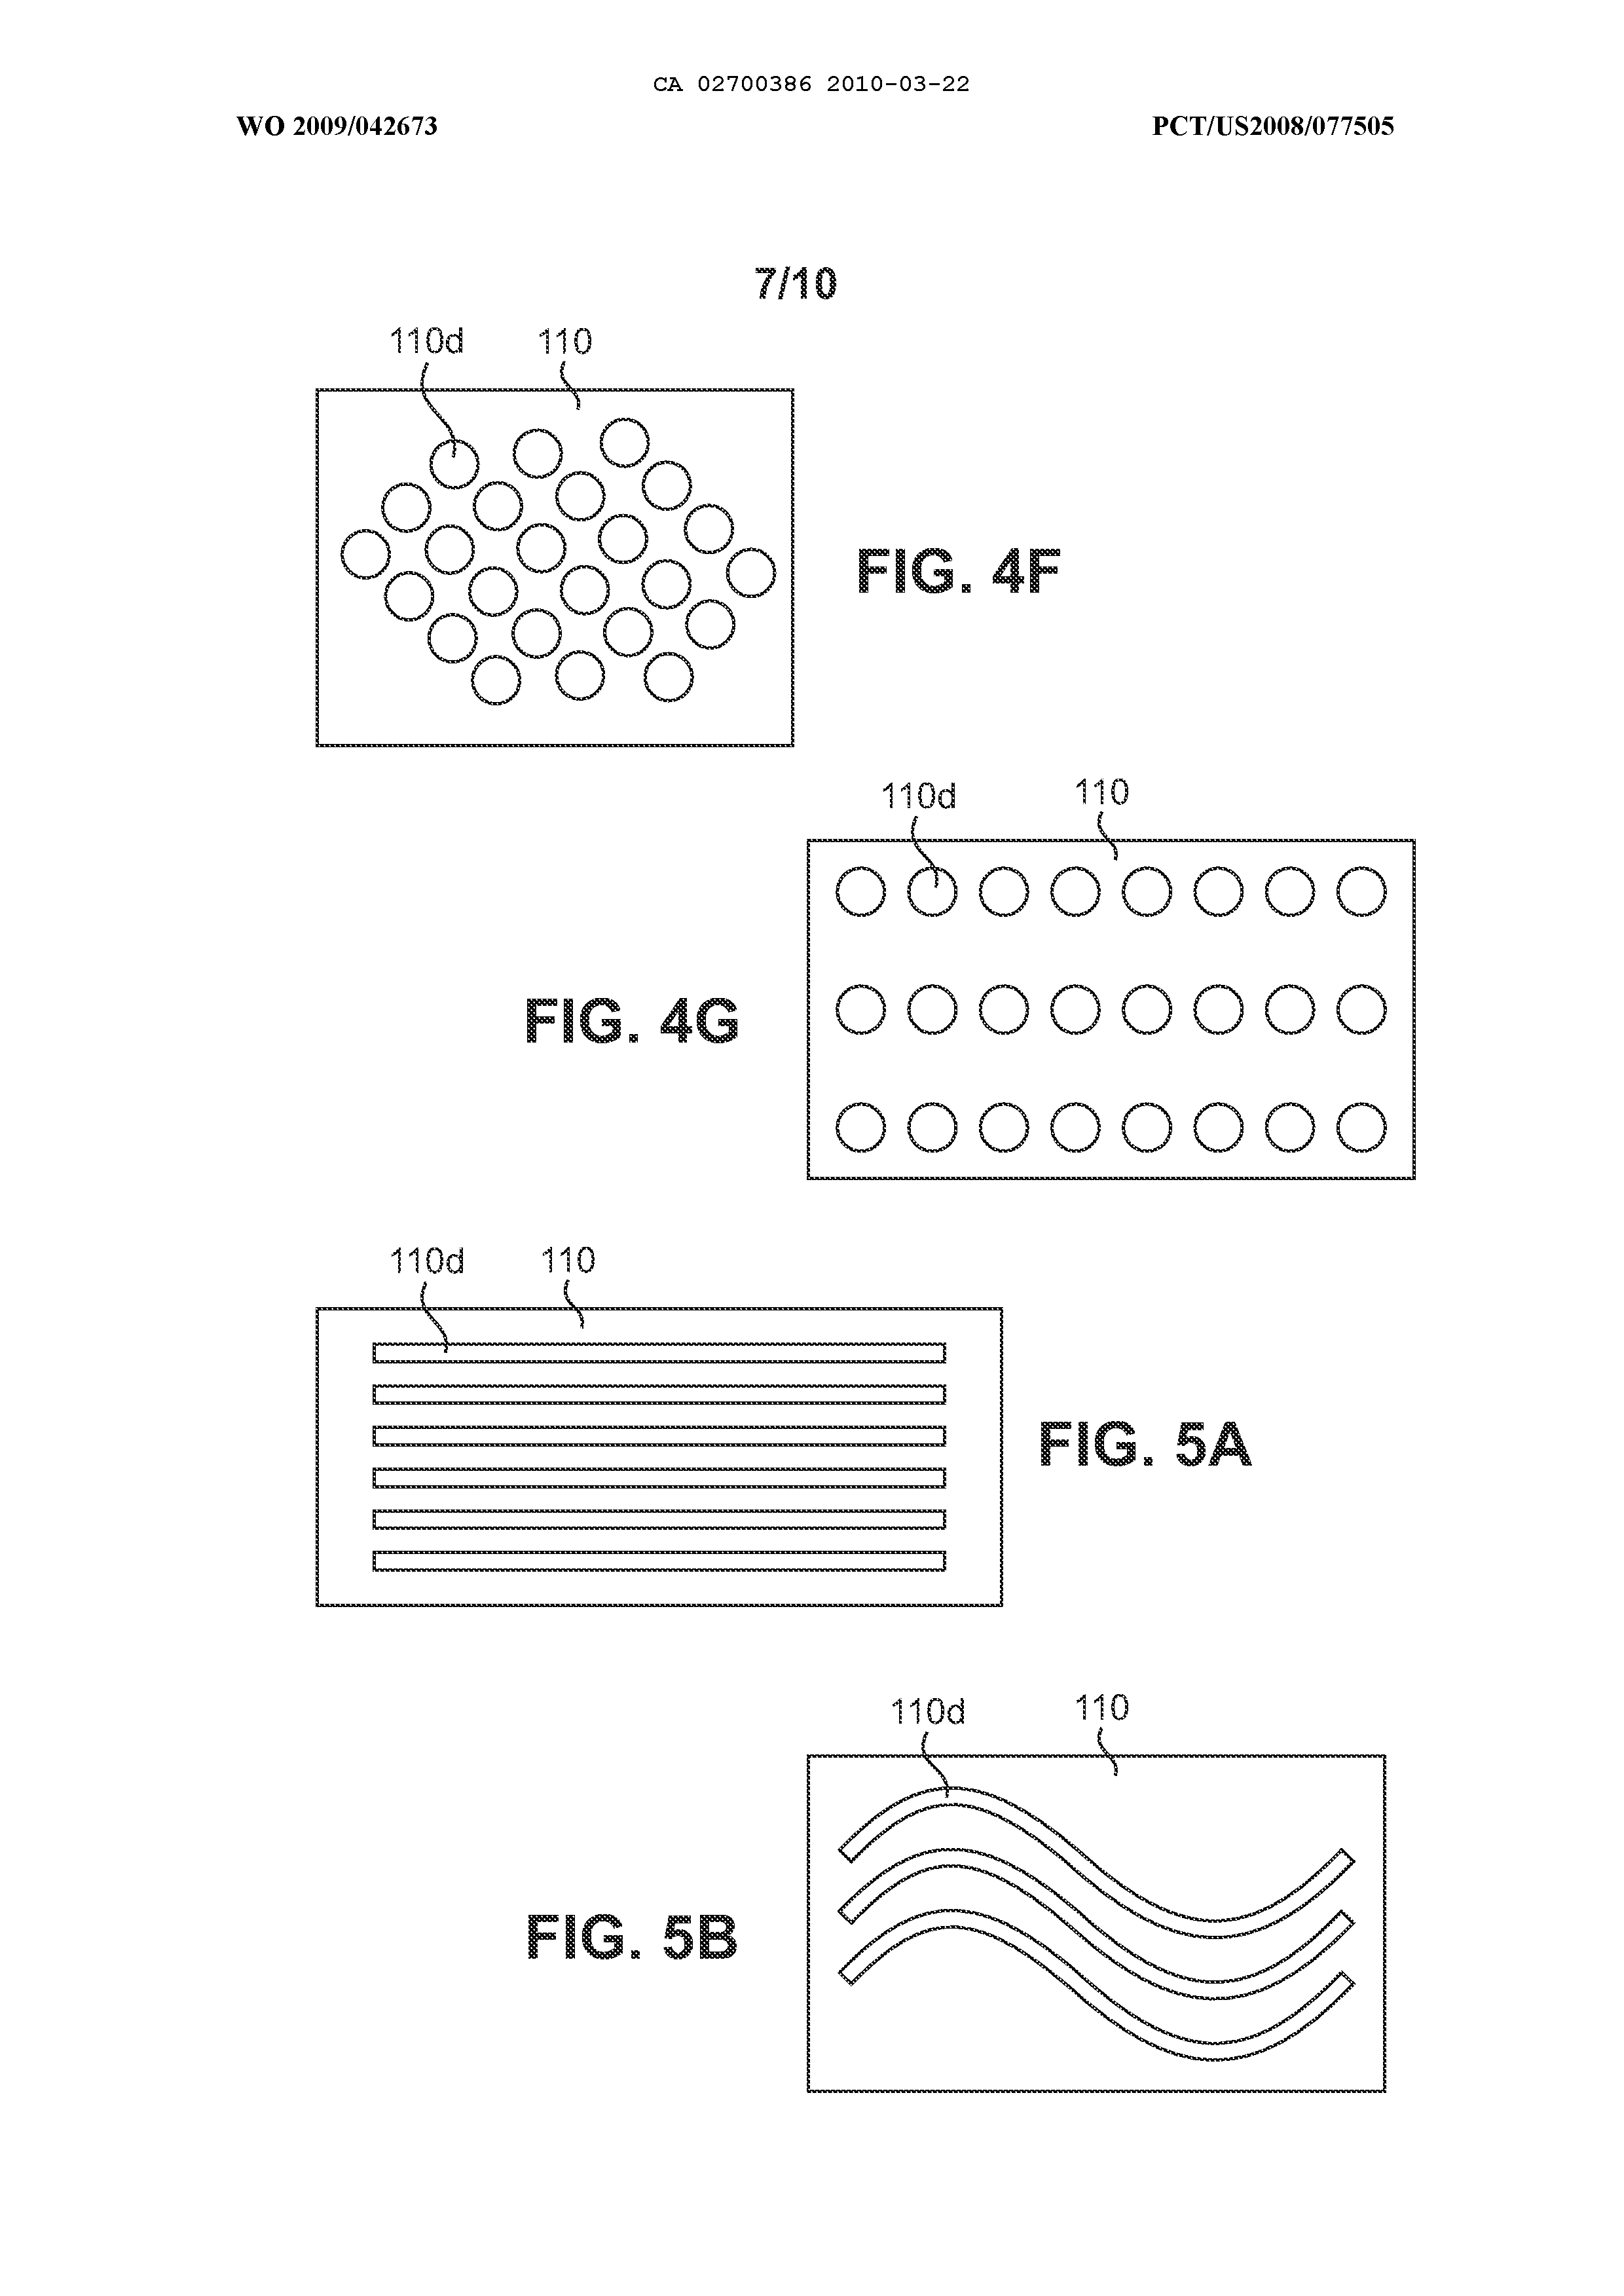 CA 02700386 2010-03-22
WO 2009/042673 PCT/US2008/077505
7/10
110d 110
FIG. 4F
110d 110
FIG. 4G
110d 110
FIG. 5A
110d 110
FIG. 5B